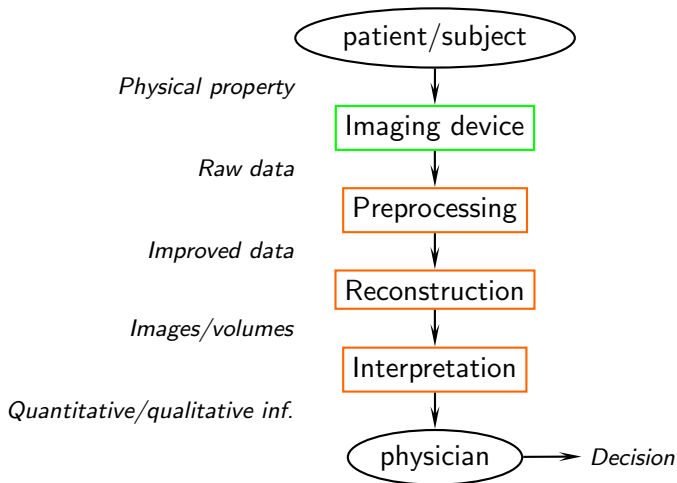 patient/subject
Physical property
Imaging device
Raw data
Preprocessing
Improved data
Reconstruction
Images/volumes
Interpretation
Quantitative/qualitative inf.
physician
Decision